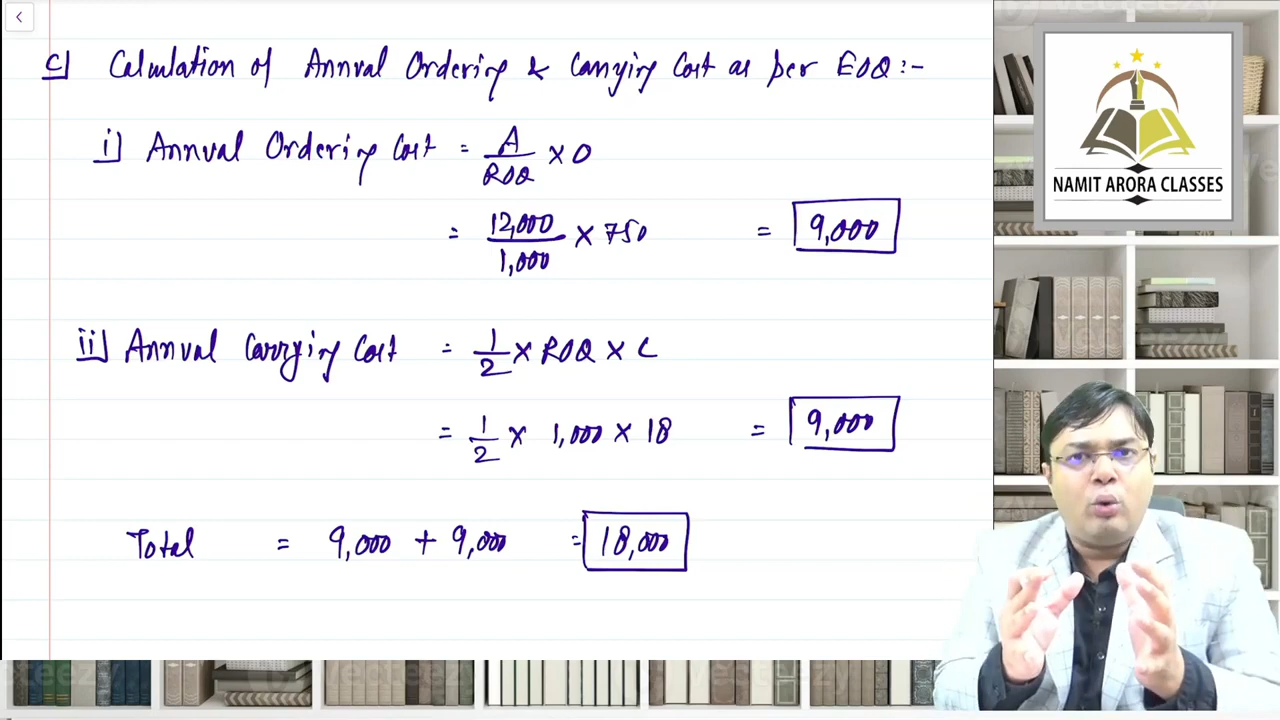 c) Calculation of Annual Ordering & Carrying Cost as per EOQ :-
i) Annual Ordering Cost = A/ROQ × O
= 12,000/1,000 × 750 = 9,000
ii) Annual Carrying Cost = 1/2 × ROQ × C
= 1/2 × 1,000 × 18 = 9,000
Total = 9,000 + 9,000 = 18,000
NAMIT ARORA CLASSES